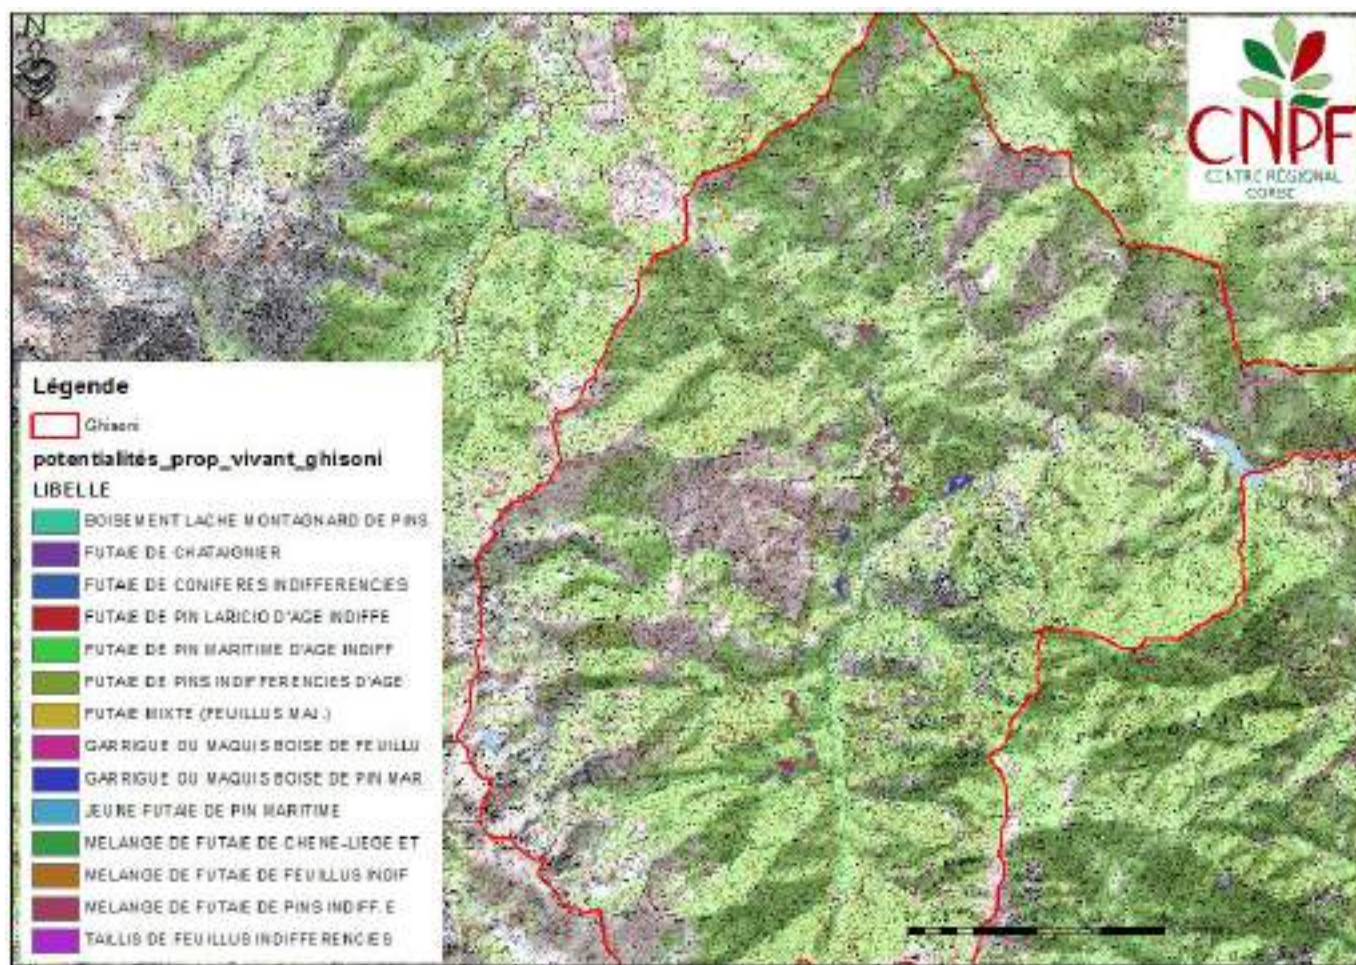 N
CNPF
CENTRE RÉGIONAL
CORSE
Légende
Ghisoni
potentialités_prop_vivant_ghisoni
LIBELLE
BOISEMENT LACHE MONTAGNARD DE PINS
FUTAIE DE CHATAIGNIER
FUTAIE DE CONIFERES INDIFFERENCIES
FUTAIE DE PIN LARICIO D'AGE INDIFFE
FUTAIE DE PIN MARITIME D'AGE INDIFF
FUTAIE DE PINS INDIFFERENCIES D'AGE
FUTAIE MIXTE (FEUILLUS MAJ.)
GARRIGUE OU MAQUIS BOISE DE FEUILLU
GARRIGUE OU MAQUIS BOISE DE PIN MAR
JEUNE FUTAIE DE PIN MARITIME
MELANGE DE FUTAIE DE CHENE-LIEGE ET
MELANGE DE FUTAIE DE FEUILLUS INDIF
MELANGE DE FUTAIE DE PINS INDIFF. E
TAILLIS DE FEUILLUS INDIFFERENCIES